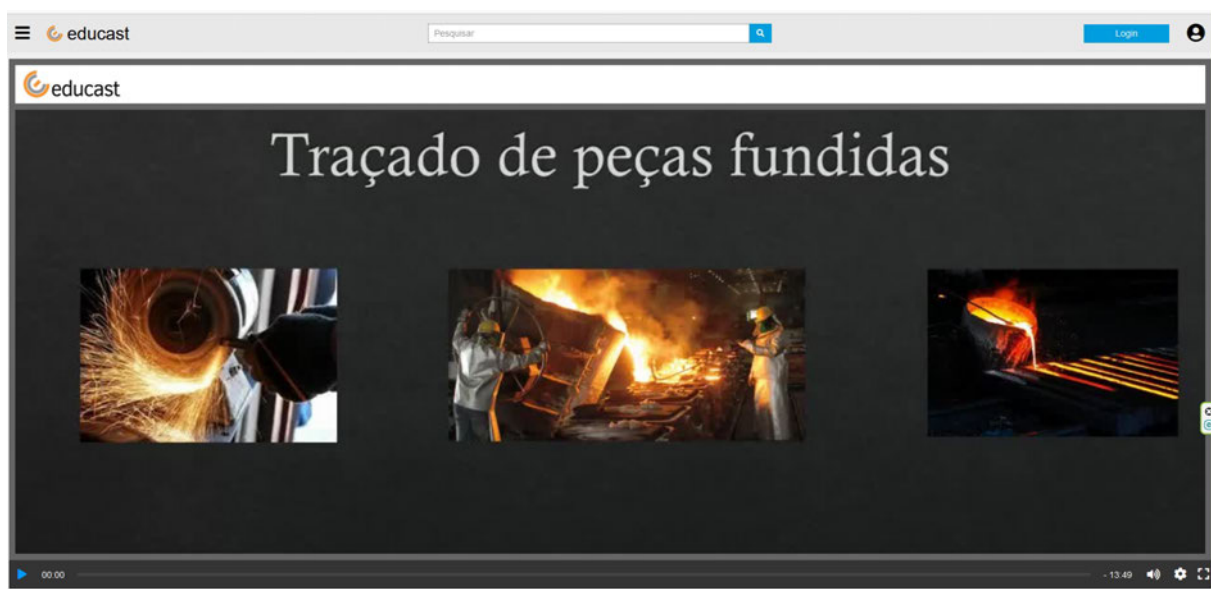 educast
Pesquisar
Login
educast
Traçado de peças fundidas
00:00
- 13:49